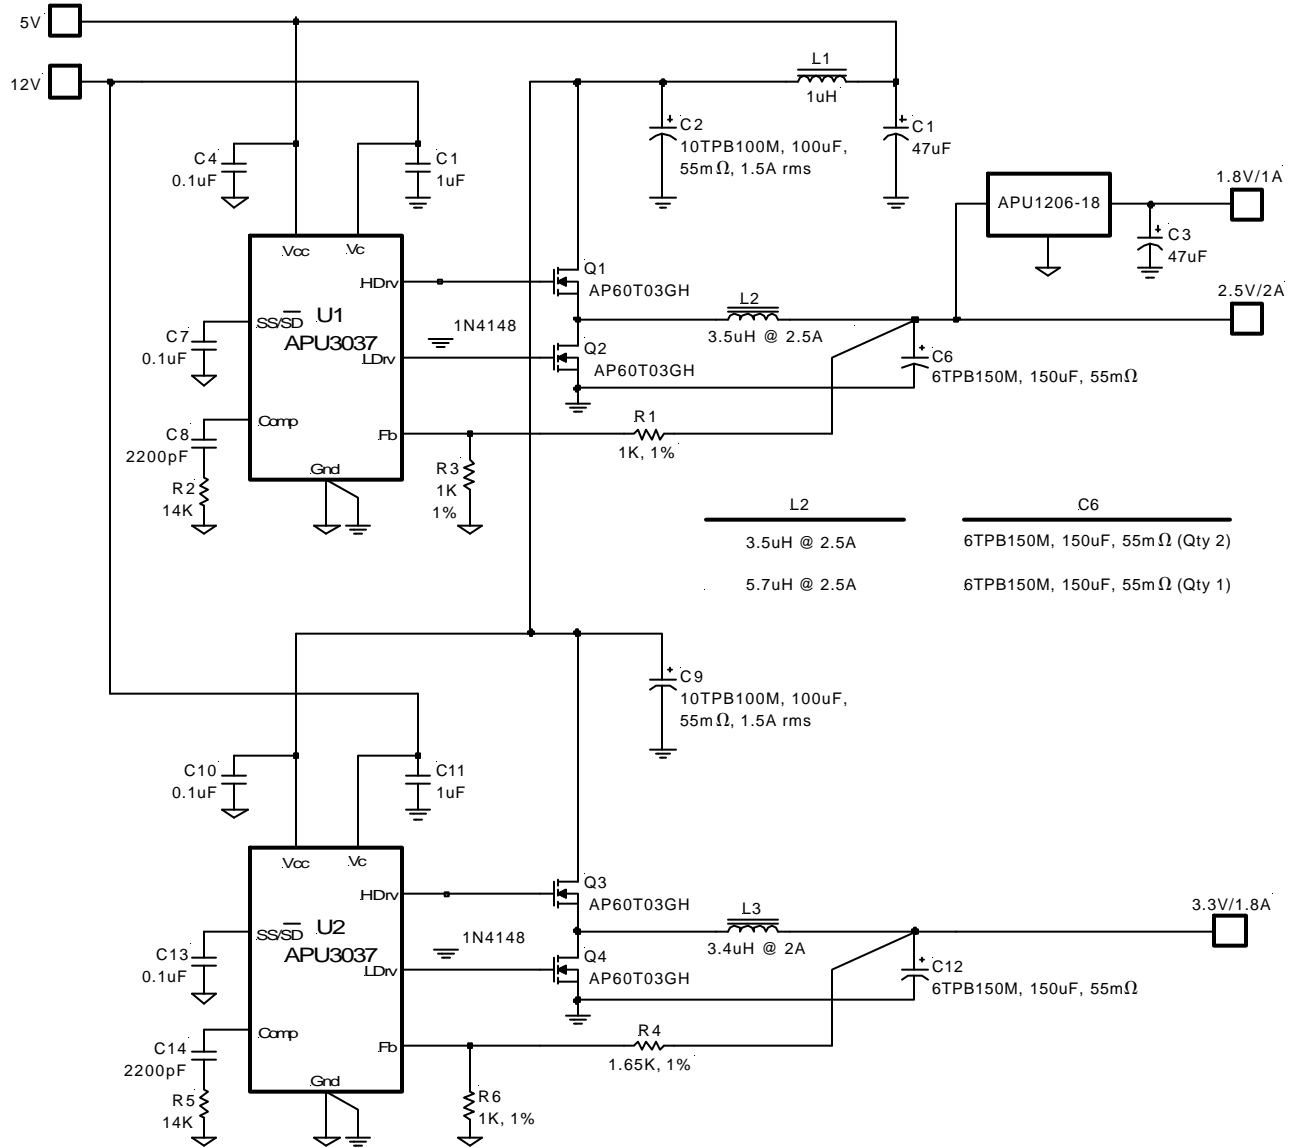 5V
12V
L1
1uH
C2
10TPB100M, 100uF,
55mΩ, 1.5A rms
C1
47uF
C4
0.1uF
C1
1uF
1.8V/1A
APU1206-18
C3
47uF
Vcc
Vc
HDrv
Q1
AP60T03GH
SS/SD
U1
APU3037
1N4148
L2
3.5uH @ 2.5A
2.5V/2A
C7
0.1uF
LDrv
Q2
AP60T03GH
C6
6TPB150M, 150uF, 55mΩ
Comp
Fb
R1
1K, 1%
C8
2200pF
R2
14K
Gnd
R3
1K
1%
L2
C6
3.5uH @ 2.5A
6TPB150M, 150uF, 55mΩ (Qty 2)
5.7uH @ 2.5A
6TPB150M, 150uF, 55mΩ (Qty 1)
C9
10TPB100M, 100uF,
55mΩ, 1.5A rms
C10
0.1uF
C11
1uF
Vcc
Vc
HDrv
Q3
AP60T03GH
SS/SD
U2
APU3037
1N4148
L3
3.4uH @ 2A
3.3V/1.8A
C13
0.1uF
LDrv
Q4
AP60T03GH
C12
6TPB150M, 150uF, 55mΩ
Comp
Fb
R4
1.65K, 1%
C14
2200pF
R5
14K
Gnd
R6
1K, 1%